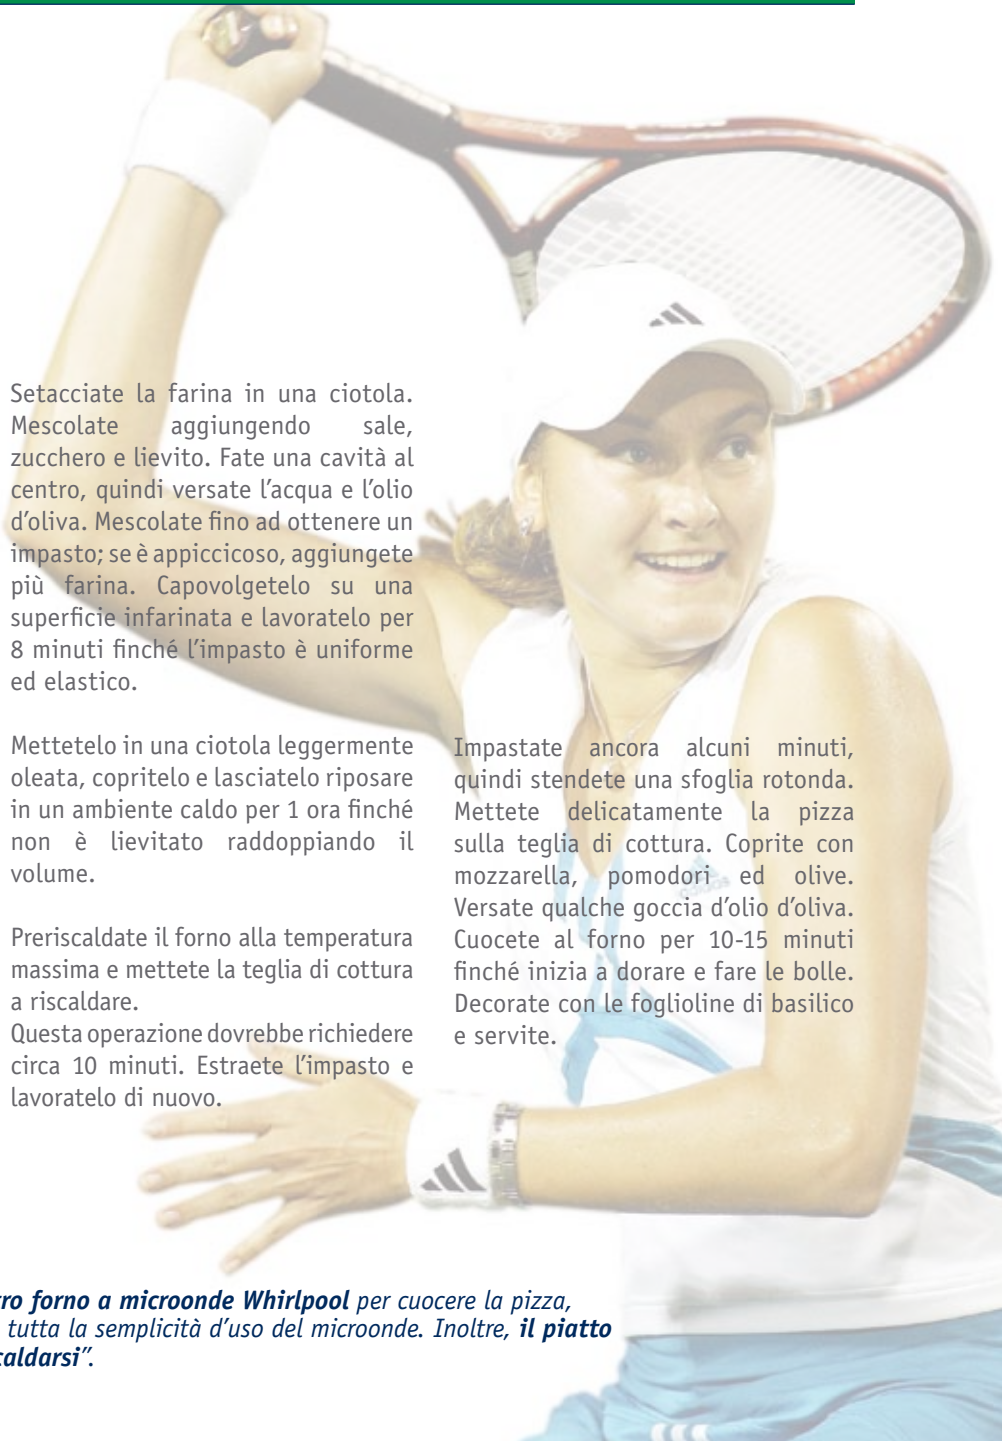 Setacciate la farina in una ciotola.
Mescolate aggiungendo sale,
zucchero e lievito. Fate una cavità al
centro, quindi versate l’acqua e l’olio
d’oliva. Mescolate fino ad ottenere un
impasto; se è appiccicoso, aggiungete
più farina. Capovolgetelo su una
superficie infarinata e lavoratelo per
8 minuti finché l’impasto è uniforme
ed elastico.
Mettetelo in una ciotola leggermente
oleata, copritelo e lasciatelo riposare
in un ambiente caldo per 1 ora finché
non è lievitato raddoppiando il
volume.
Preriscaldate il forno alla temperatura
massima e mettete la teglia di cottura
a riscaldare.
Questa operazione dovrebbe richiedere
circa 10 minuti. Estraete l’impasto e
lavoratelo di nuovo.
Impastate ancora alcuni minuti,
quindi stendete una sfoglia rotonda.
Mettete delicatamente la pizza
sulla teglia di cottura. Coprite con
mozzarella, pomodori ed olive.
Versate qualche goccia d’olio d’oliva.
Cuocete al forno per 10-15 minuti
finché inizia a dorare e fare le bolle.
Decorate con le foglioline di basilico
e servite.
adidas
forno a microonde Whirlpool per cuocere la pizza,
tutta la semplicità d’uso del microonde. Inoltre, il piatto
caldarsi”.